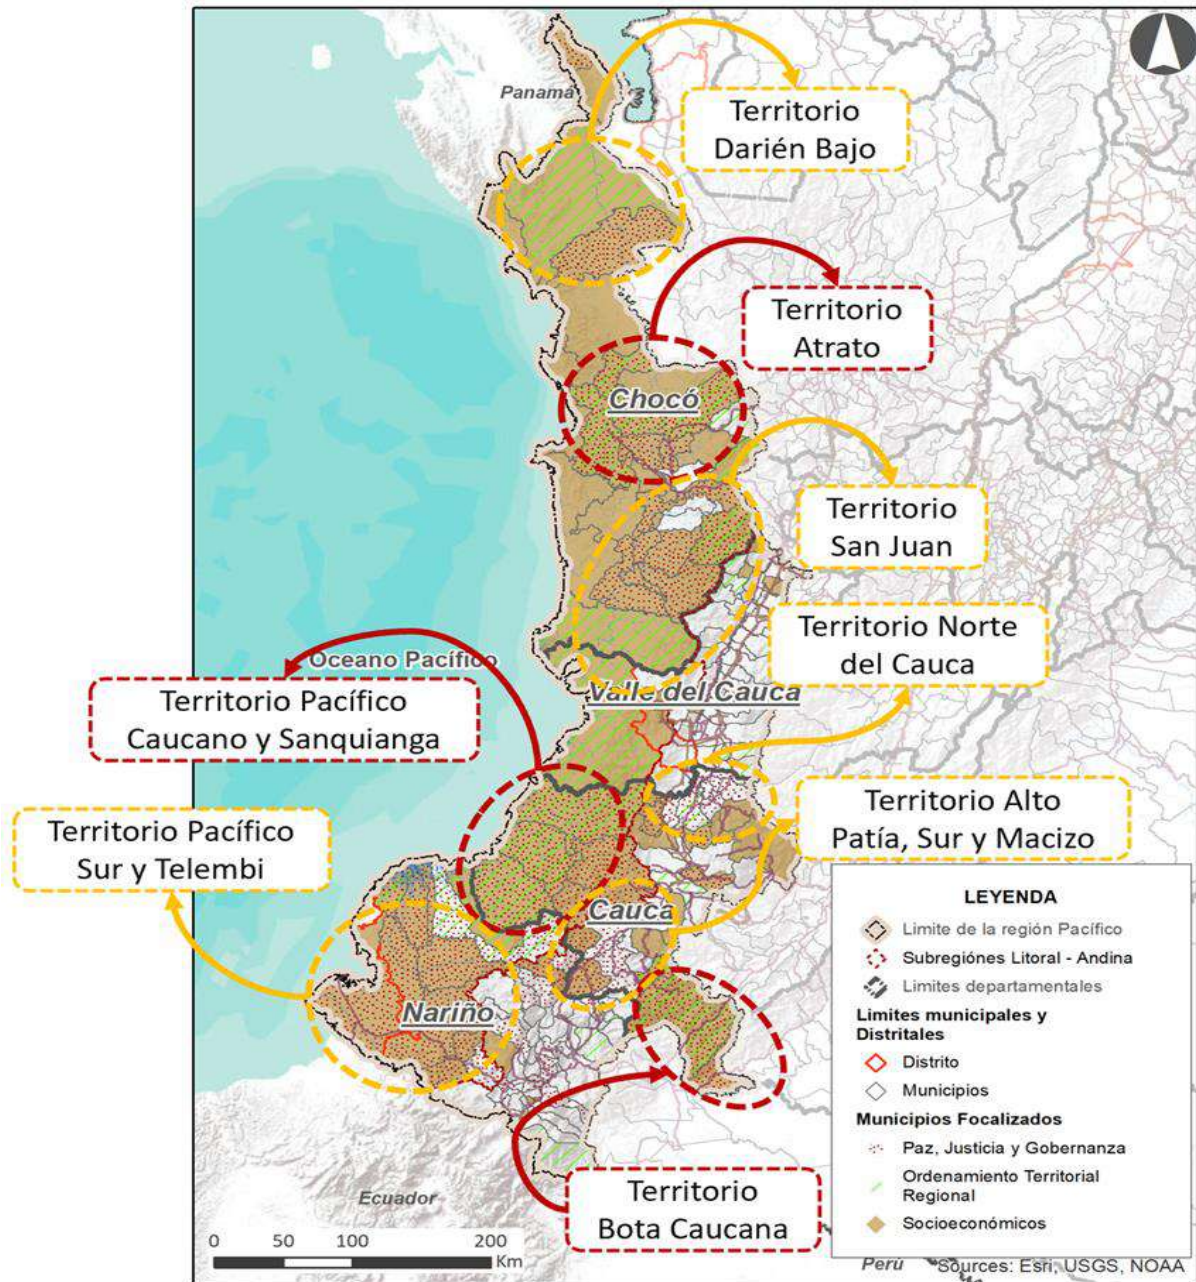 Panamá
Territorio
Darién Bajo
Territorio
Atrato
Chocó
Territorio
San Juan
Territorio Norte
del Cauca
Oceano Pacífico
Valle del Cauca
Territorio Pacífico
Caucano y Sanquianga
Territorio Alto
Patía, Sur y Macizo
Territorio Pacífico
Sur y Telembi
Cauca
Nariño
LEYENDA
Limite de la región Pacífico
Subregiónes Litoral - Andina
Limites departamentales
Limites municipales y
Distritales
Distrito
Municipios
Municipios Focalizados
Paz, Justicia y Gobernanza
Ordenamiento Territorial
Regional
Socioeconómicos
Territorio
Bota Caucana
Ecuador
0 50 100 200
Km
Perú
Sources: Esri, USGS, NOAA